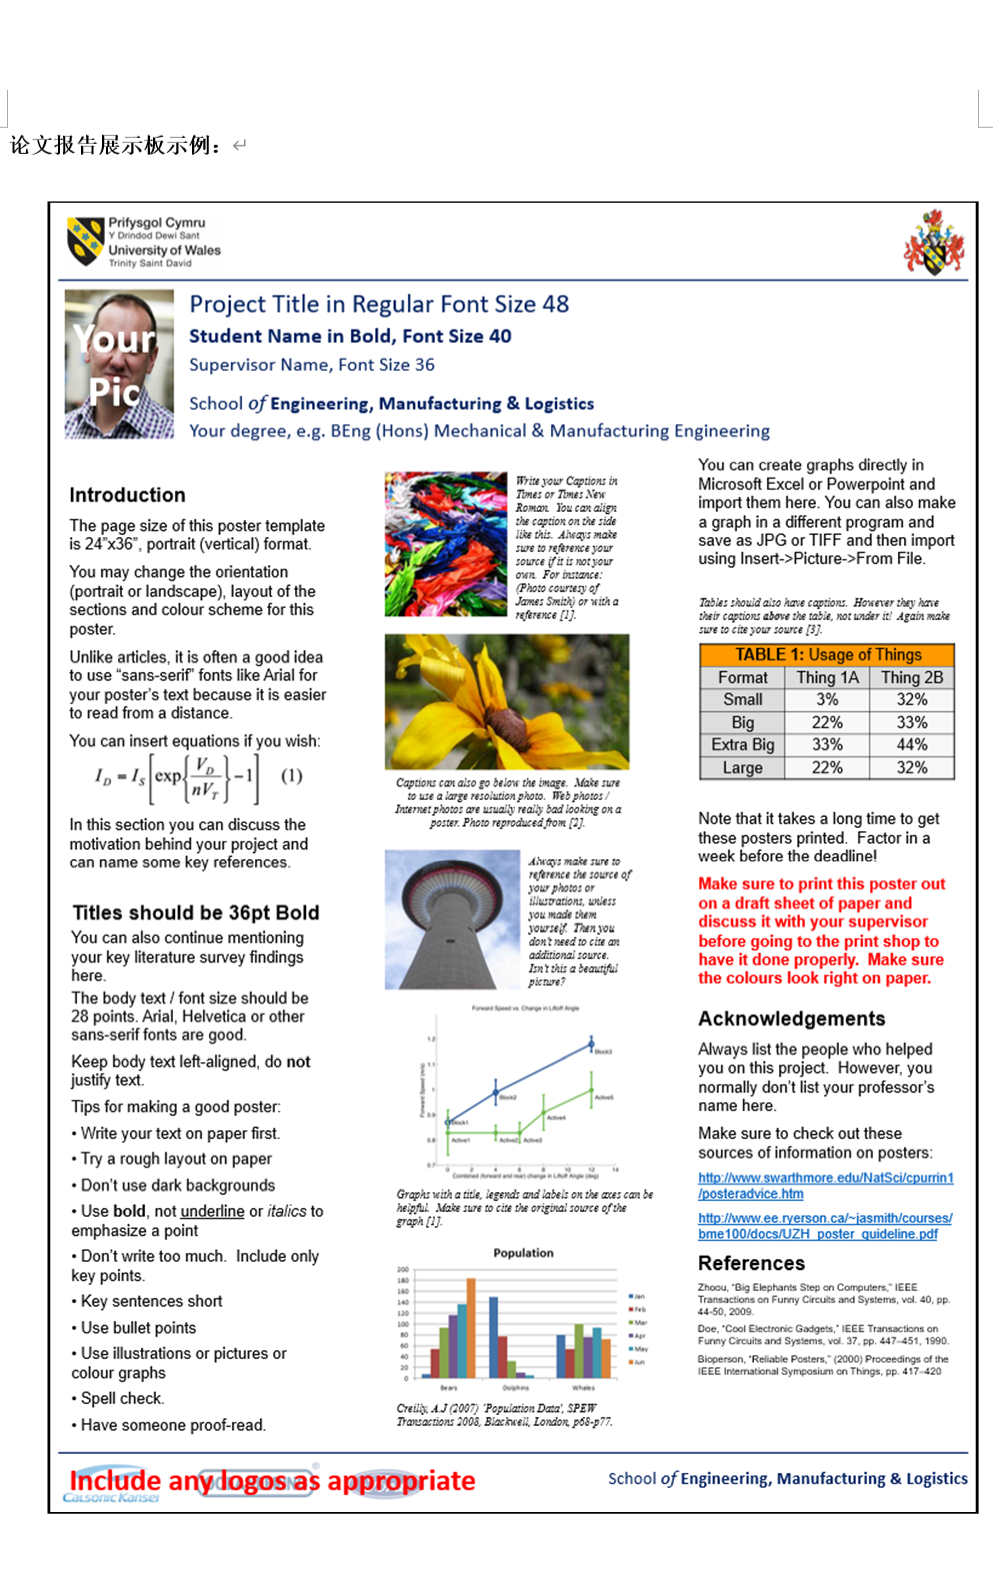 论文报告展示板示例：
Prifysgol Cymru
Y Drindod Dewi Sant
University of Wales
Trinity Saint David
Your
Pic
Project Title in Regular Font Size 48
Student Name in Bold, Font Size 40
Supervisor Name, Font Size 36
School of Engineering, Manufacturing & Logistics
Your degree, e.g. BEng (Hons) Mechanical & Manufacturing Engineering
Introduction
The page size of this poster template
is 24”x36”, portrait (vertical) format.
You may change the orientation
(portrait or landscape), layout of the
sections and colour scheme for this
poster.
Unlike articles, it is often a good idea
to use “sans-serif” fonts like Arial for
your poster’s text because it is easier
to read from a distance.
You can insert equations if you wish:
I_D = I_S [exp{V_D / nV_T} − 1] (1)
In this section you can discuss the
motivation behind your project and
can name some key references.
Titles should be 36pt Bold
You can also continue mentioning
your key literature survey findings
here.
The body text / font size should be
28 points. Arial, Helvetica or other
sans-serif fonts are good.
Keep body text left-aligned, do not
justify text.
Tips for making a good poster:
• Write your text on paper first.
• Try a rough layout on paper
• Don’t use dark backgrounds
• Use bold, not underline or italics to
emphasize a point
• Don’t write too much. Include only
key points.
• Key sentences short
• Use bullet points
• Use illustrations or pictures or
colour graphs
• Spell check.
• Have someone proof-read.
Write your Captions in
Times or Times New
Roman. You can align
the caption on the side
like this. Always make
sure to reference your
source if it is not your
own. For instance:
(Photo courtesy of
James Smith) or with a
reference [1].
Captions can also go below the image. Make sure
to use a large resolution photo. Web photos /
Internet photos are usually really bad looking on a
poster. Photo reproduced from [2].
Always make sure to
reference the source of
your photos or
illustrations, unless
you made them
yourself. Then you
don’t need to cite an
additional source.
Isn’t this a beautiful
picture?
Forward Speed vs. Change in Liftoff Angle
Forward Speed (m/s)
1.2
1.1
1
0.9
0.8
0.7
Block1
Block2
Block3
Active1
Active2
Active3
Active4
Active5
0 2 4 6 8 10 12 14
Combined (forward and rear) change in Liftoff Angle (deg)
Graphs with a title, legends and labels on the axes can be
helpful. Make sure to cite the original source of the
graph [1].
Population
200
180
160
140
120
100
80
60
40
20
0
Bears Dolphins Whales
Jan
Feb
Mar
Apr
May
Jun
Creilly, A.J (2007) 'Population Data', SPEW
Transactions 2008, Blackwell, London, p68-p77.
You can create graphs directly in
Microsoft Excel or Powerpoint and
import them here. You can also make
a graph in a different program and
save as JPG or TIFF and then import
using Insert->Picture->From File.
Tables should also have captions. However they have
their captions above the table, not under it! Again make
sure to cite your source [3].
TABLE 1: Usage of Things
Format Thing 1A Thing 2B
Small 3% 32%
Big 22% 33%
Extra Big 33% 44%
Large 22% 32%
Note that it takes a long time to get
these posters printed. Factor in a
week before the deadline!
Make sure to print this poster out
on a draft sheet of paper and
discuss it with your supervisor
before going to the print shop to
have it done properly. Make sure
the colours look right on paper.
Acknowledgements
Always list the people who helped
you on this project. However, you
normally don’t list your professor’s
name here.
Make sure to check out these
sources of information on posters:
http://www.swarthmore.edu/NatSci/cpurrin1
/posteradvice.htm
http://www.ee.ryerson.ca/~jasmith/courses/
bme100/docs/UZH_poster_guideline.pdf
References
Zhoou, “Big Elephants Step on Computers,” IEEE
Transactions on Funny Circuits and Systems, vol. 40, pp.
44-50, 2009.
Doe, “Cool Electronic Gadgets,” IEEE Transactions on
Funny Circuits and Systems, vol. 37, pp. 447–451, 1990.
Bioperson, “Reliable Posters,” (2000) Proceedings of the
IEEE International Symposium on Things, pp. 417–420
Include any logos as appropriate
CalsonicKansei
School of Engineering, Manufacturing & Logistics